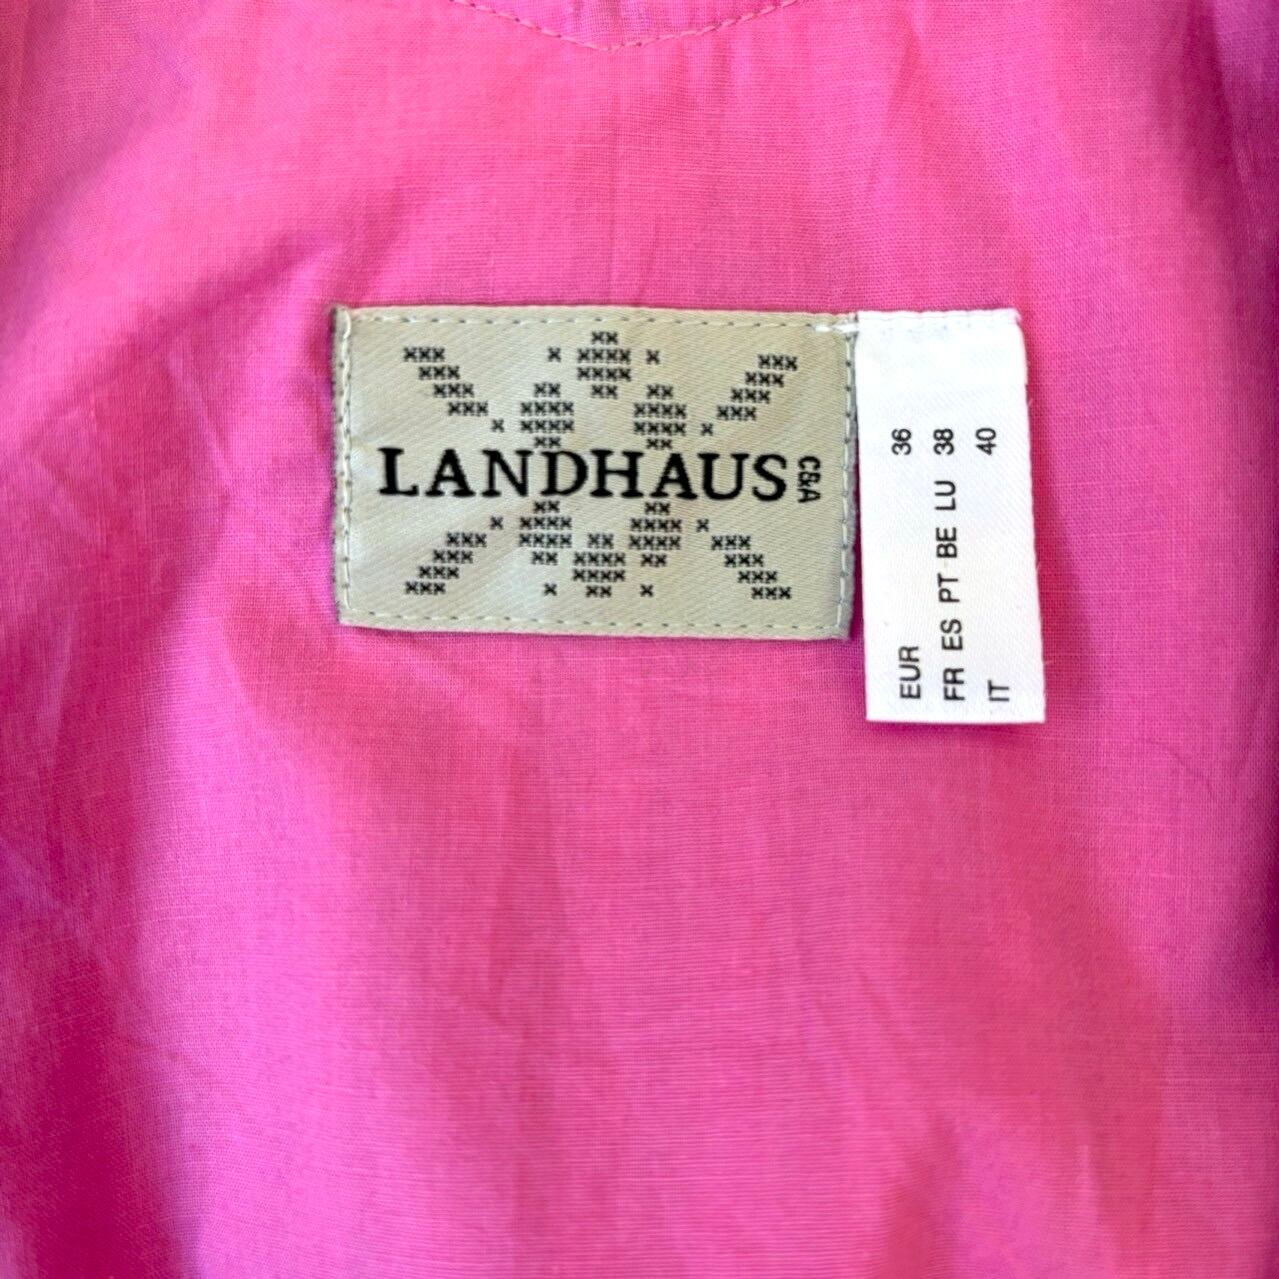 LANDHAUS
C&A
EUR 36
FR ES PT BE LU 38
IT 40